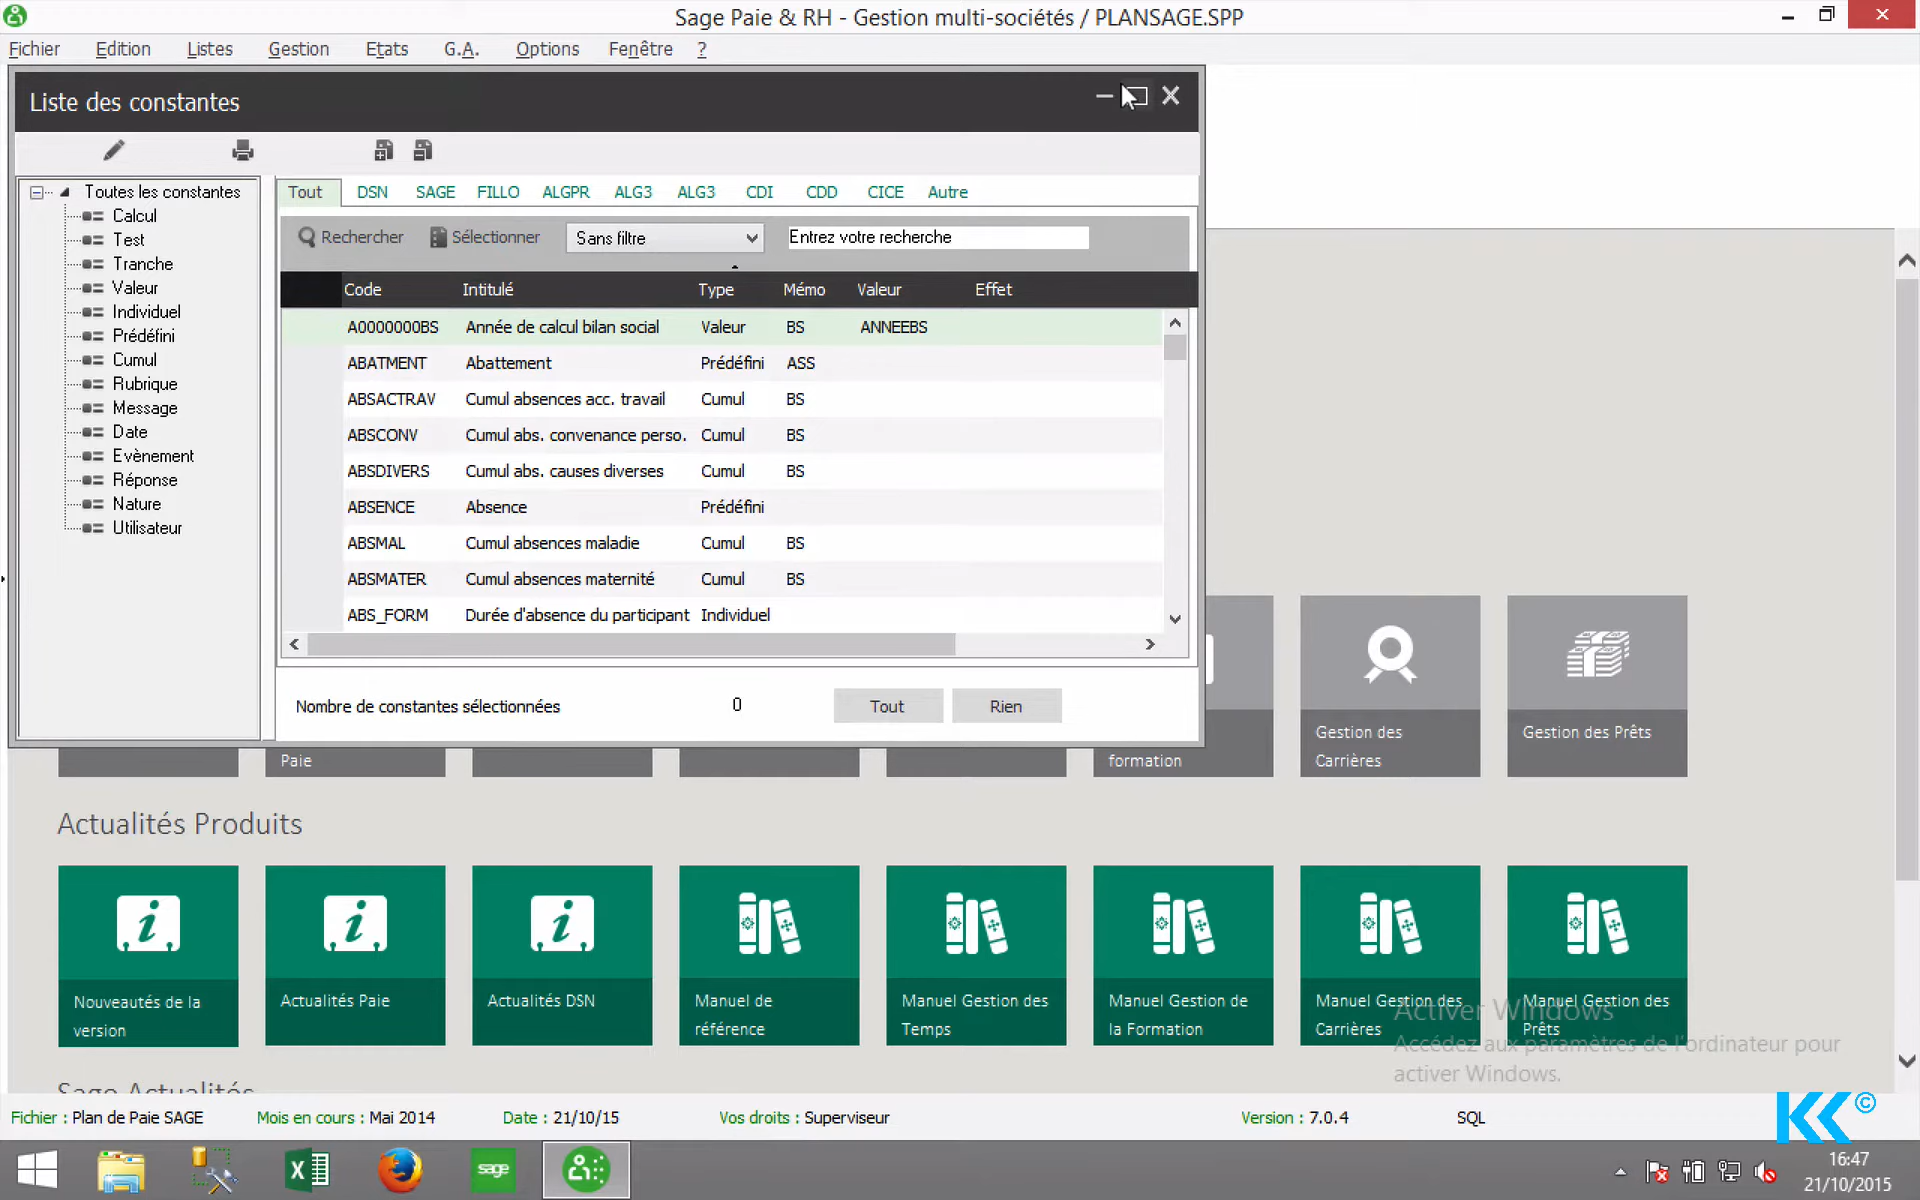 Sage Paie & RH - Gestion multi-sociétés / PLANSAGE.SPP
Fichier Edition Listes Gestion Etats G.A. Options Fenêtre ?
Liste des constantes
Toutes les constantes
Calcul
Test
Tranche
Valeur
Individuel
Prédéfini
Cumul
Rubrique
Message
Date
Evènement
Réponse
Nature
Utilisateur
Tout DSN SAGE FILLO ALGPR ALG3 ALG3 CDI CDD CICE Autre
Rechercher Sélectionner Sans filtre Entrez votre recherche
Code Intitulé Type Mémo Valeur Effet
A0000000BS Année de calcul bilan social Valeur BS ANNEEBS
ABATMENT Abattement Prédéfini ASS
ABSACTRAV Cumul absences acc. travail Cumul BS
ABSCONV Cumul abs. convenance perso. Cumul BS
ABSDIVERS Cumul abs. causes diverses Cumul BS
ABSENCE Absence Prédéfini
ABSMAL Cumul absences maladie Cumul BS
ABSMATER Cumul absences maternité Cumul BS
ABS_FORM Durée d'absence du participant Individuel
Nombre de constantes sélectionnées 0 Tout Rien
Paie
formation
Gestion des
Carrières
Gestion des Prêts
Actualités Produits
Nouveautés de la
version
Actualités Paie
Actualités DSN
Manuel de
référence
Manuel Gestion des
Temps
Manuel Gestion de
la Formation
Manuel Gestion des
Carrières
Manuel Gestion des
Prêts
Activer Windows
Accédez aux paramètres de l'ordinateur pour
activer Windows.
Sage Actualités
Fichier : Plan de Paie SAGE Mois en cours : Mai 2014 Date : 21/10/15 Vos droits : Superviseur Version : 7.0.4 SQL
KK©
sage
16:47
21/10/2015